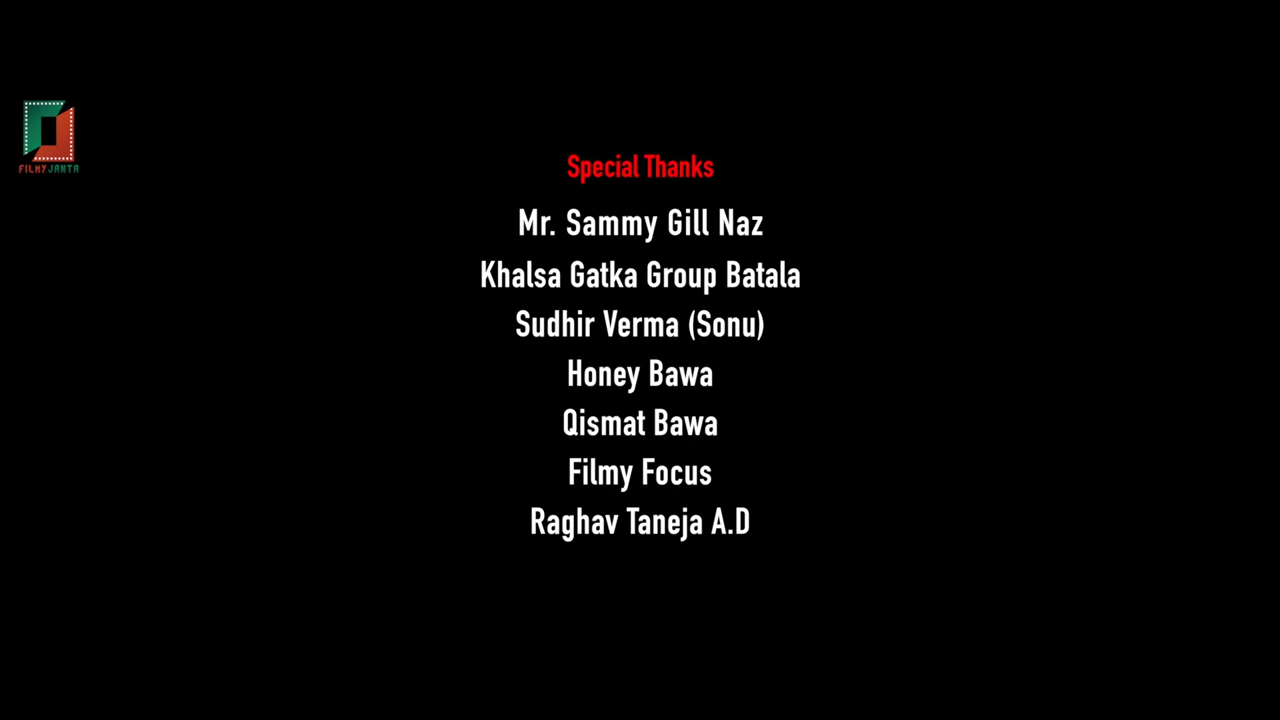 FILMYJANTA
Special Thanks
Mr. Sammy Gill Naz
Khalsa Gatka Group Batala
Sudhir Verma (Sonu)
Honey Bawa
Qismat Bawa
Filmy Focus
Raghav Taneja A.D